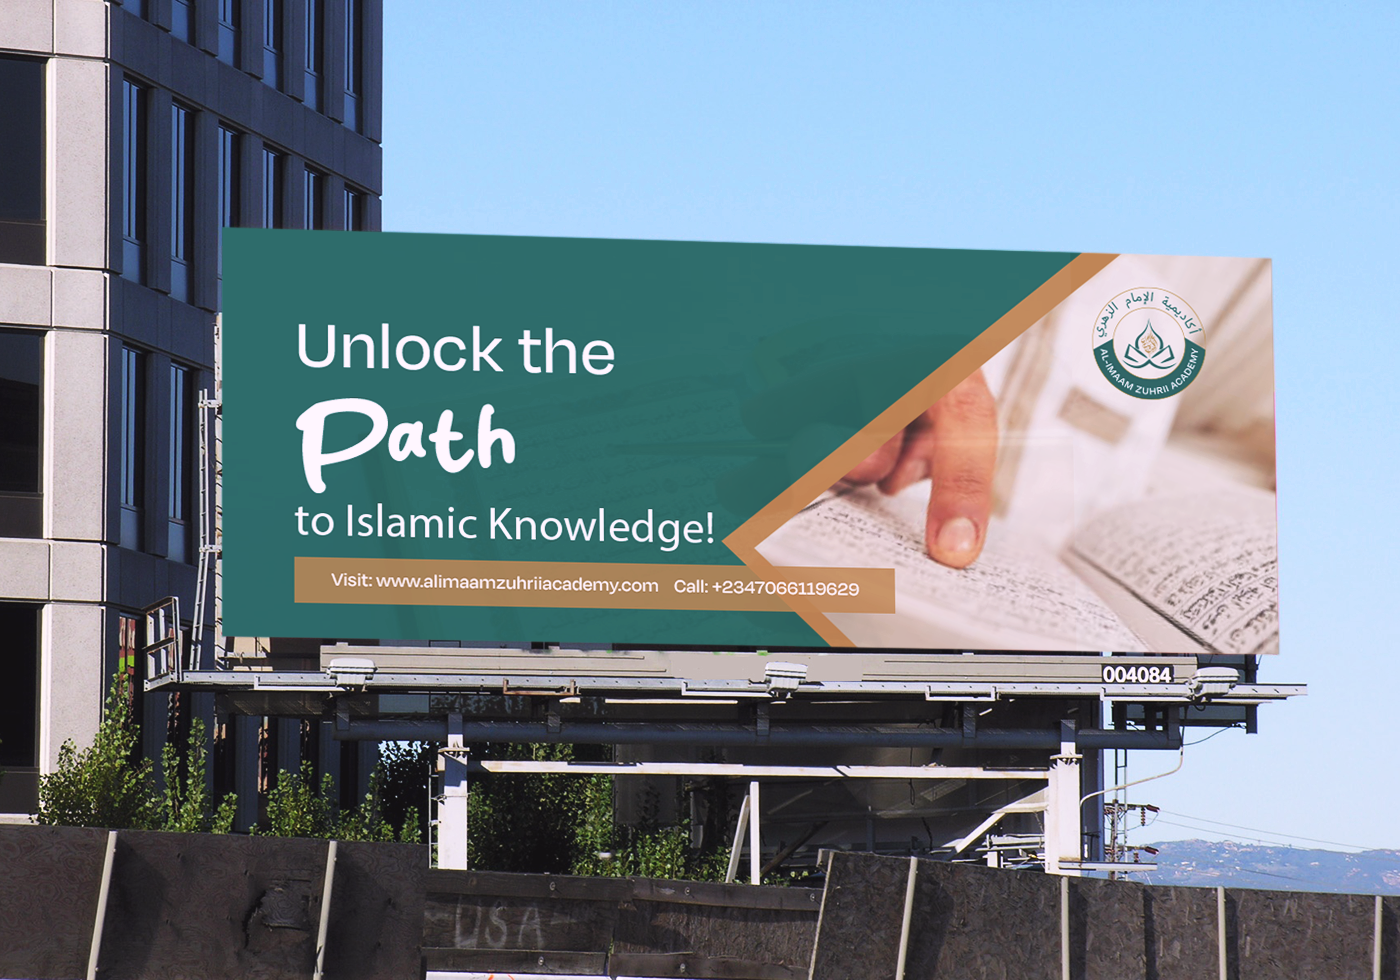 Unlock the
Path
to Islamic Knowledge!
Visit: www.alimaamzuhriiacademy.com Call: +2347066119629
أكاديمية الإمام الزهري
AL-IMAAM ZUHRII ACADEMY
004084
USA